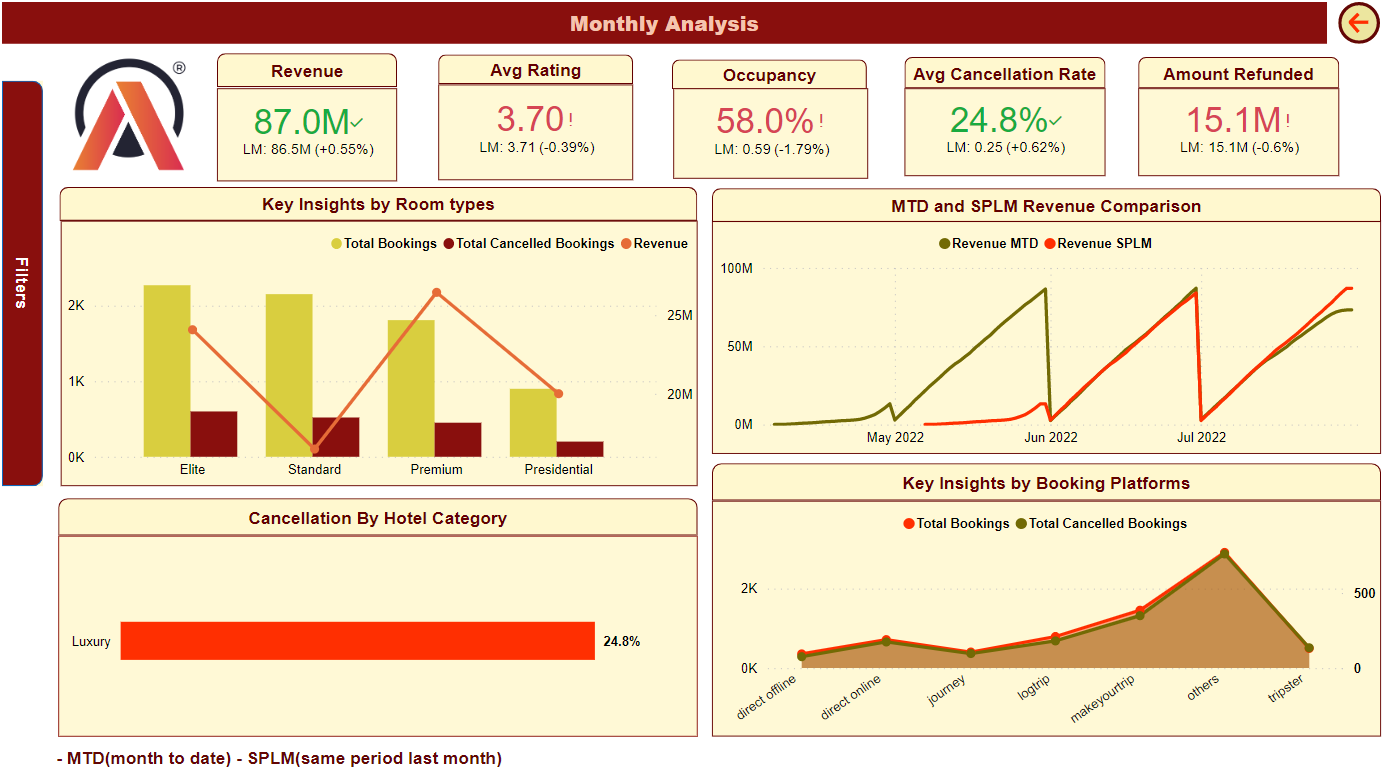 Monthly Analysis
®
Filters
Revenue
87.0M
LM: 86.5M (+0.55%)
Avg Rating
3.70!
LM: 3.71 (-0.39%)
Occupancy
58.0%!
LM: 0.59 (-1.79%)
Avg Cancellation Rate
24.8%
LM: 0.25 (+0.62%)
Amount Refunded
15.1M!
LM: 15.1M (-0.6%)
Key Insights by Room types
Total Bookings Total Cancelled Bookings Revenue
2K
1K
0K
25M
20M
Elite Standard Premium Presidential
MTD and SPLM Revenue Comparison
Revenue MTD Revenue SPLM
100M
50M
0M
May 2022 Jun 2022 Jul 2022
Cancellation By Hotel Category
Luxury 24.8%
Key Insights by Booking Platforms
Total Bookings Total Cancelled Bookings
2K
0K
500
0
direct offline direct online journey logtrip makeyourtrip others tripster
- MTD(month to date) - SPLM(same period last month)